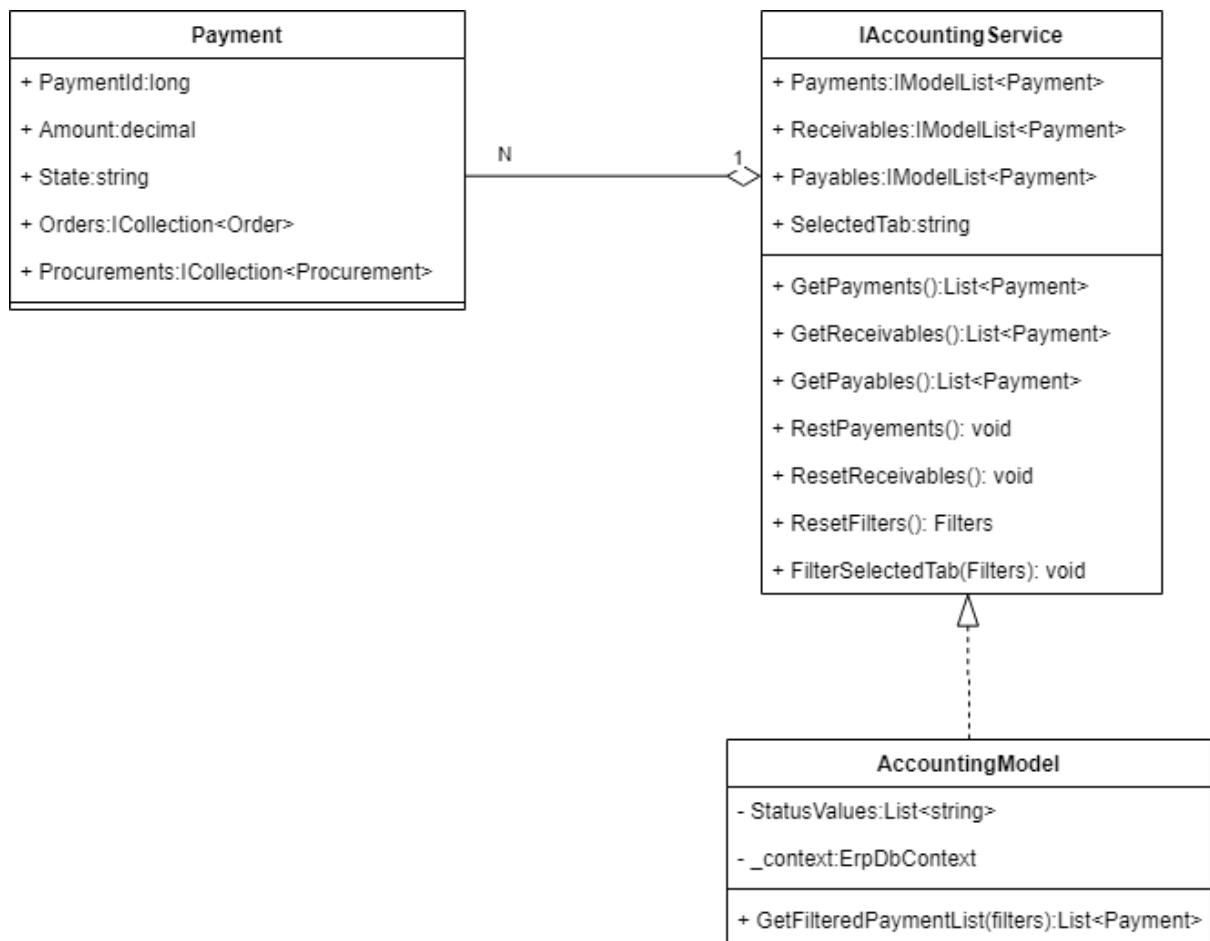 Payment
+ PaymentId:long
+ Amount:decimal
+ State:string
+ Orders:ICollection<Order>
+ Procurements:ICollection<Procurement>
N
1
IAccountingService
+ Payments:IModelList<Payment>
+ Receivables:IModelList<Payment>
+ Payables:IModelList<Payment>
+ SelectedTab:string
+ GetPayments():List<Payment>
+ GetReceivables():List<Payment>
+ GetPayables():List<Payment>
+ RestPayements(): void
+ ResetReceivables(): void
+ ResetFilters(): Filters
+ FilterSelectedTab(Filters): void
AccountingModel
- StatusValues:List<string>
- _context:ErpDbContext
+ GetFilteredPaymentList(filters):List<Payment>